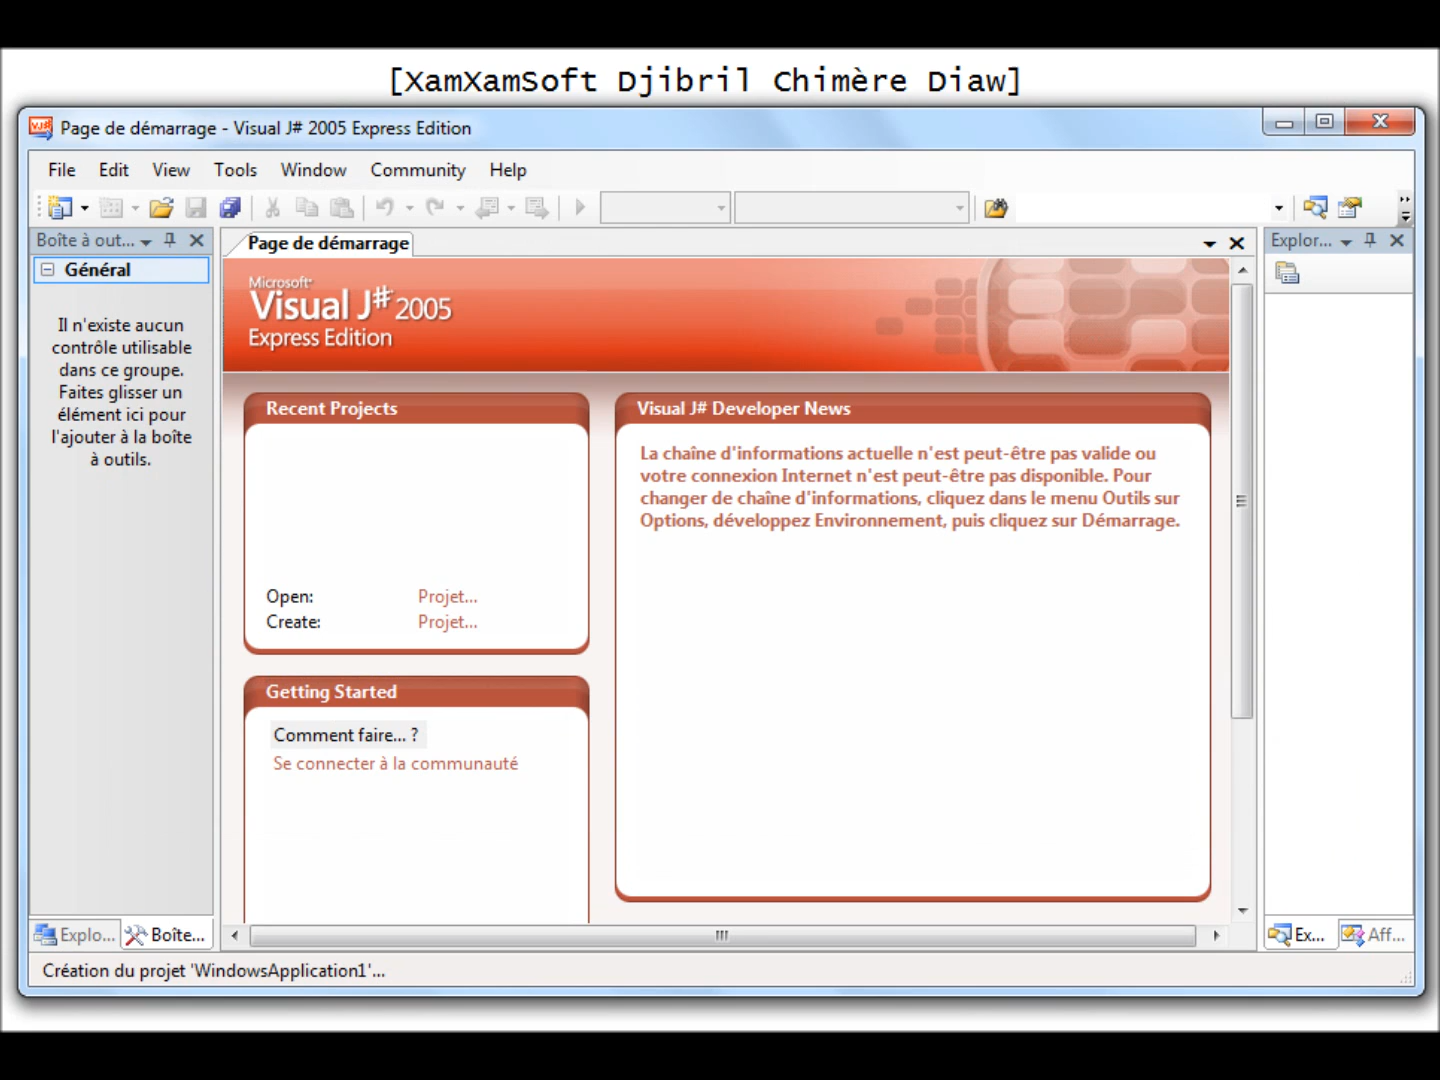 [XamXamSoft Djibril Chimère Diaw]
Page de démarrage - Visual J# 2005 Express Edition
File Edit View Tools Window Community Help
Boîte à out...
Page de démarrage
Explor...
Général
Il n'existe aucun
contrôle utilisable
dans ce groupe.
Faites glisser un
élément ici pour
l'ajouter à la boîte
à outils.
Microsoft
Visual J# 2005
Express Edition
Recent Projects
Open: Projet...
Create: Projet...
Getting Started
Comment faire... ?
Se connecter à la communauté
Visual J# Developer News
La chaîne d'informations actuelle n'est peut-être pas valide ou
votre connexion Internet n'est peut-être pas disponible. Pour
changer de chaîne d'informations, cliquez dans le menu Outils sur
Options, développez Environnement, puis cliquez sur Démarrage.
Explo... Boîte...
Ex... Aff...
Création du projet 'WindowsApplication1'...